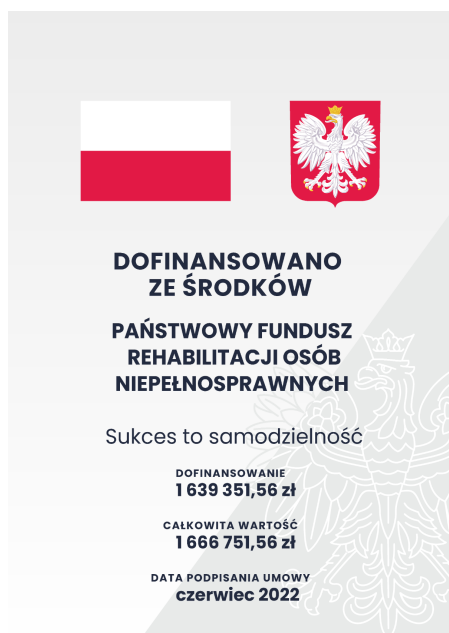 DOFINANSOWANO
ZE ŚRODKÓW
PAŃSTWOWY FUNDUSZ
REHABILITACJI OSÓB
NIEPEŁNOSPRAWNYCH
Sukces to samodzielność
DOFINANSOWANIE
1 639 351,56 zł
CAŁKOWITA WARTOŚĆ
1 666 751,56 zł
DATA PODPISANIA UMOWY
czerwiec 2022